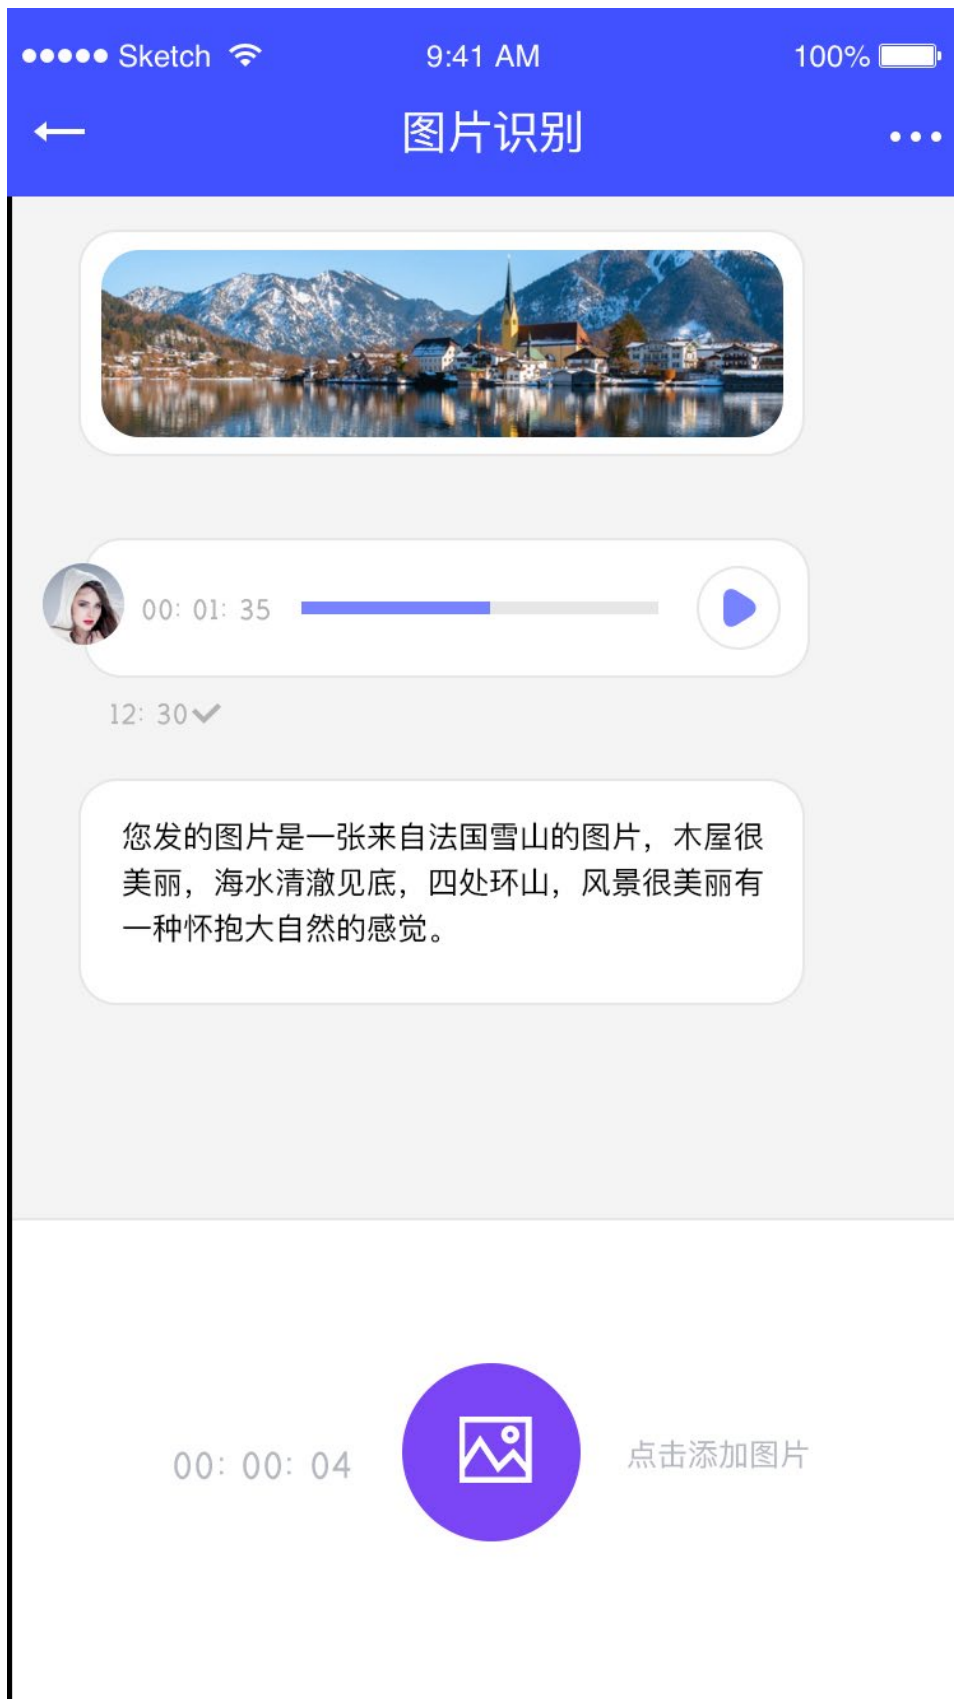 Sketch 9:41 AM 100%
图片识别
00: 01: 35
12: 30
您发的图片是一张来自法国雪山的图片，木屋很
美丽，海水清澈见底，四处环山，风景很美丽有
一种怀抱大自然的感觉。
00: 00: 04 点击添加图片